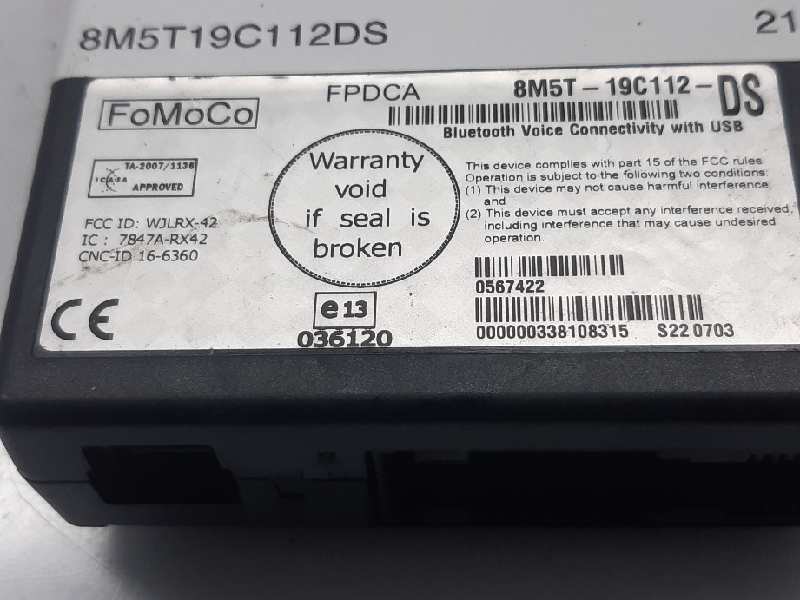 8M5T19C112DS
21
FoMoCo
FPDCA
8M5T - 19C112 - DS
Bluetooth Voice Connectivity with USB
TA-2007/1138
ICASA
APPROVED
Warranty
void
if seal is
broken
This device complies with part 15 of the FCC rules
Operation is subject to the following two conditions:
(1) This device may not cause harmful interference,
and
(2) This device must accept any interference received,
including interference that may cause undesired
operation.
FCC ID: WJLRX-42
IC : 7847A-RX42
CNC-ID 16-6360
0567422
CE
e13
036120
000000338108315 S220703